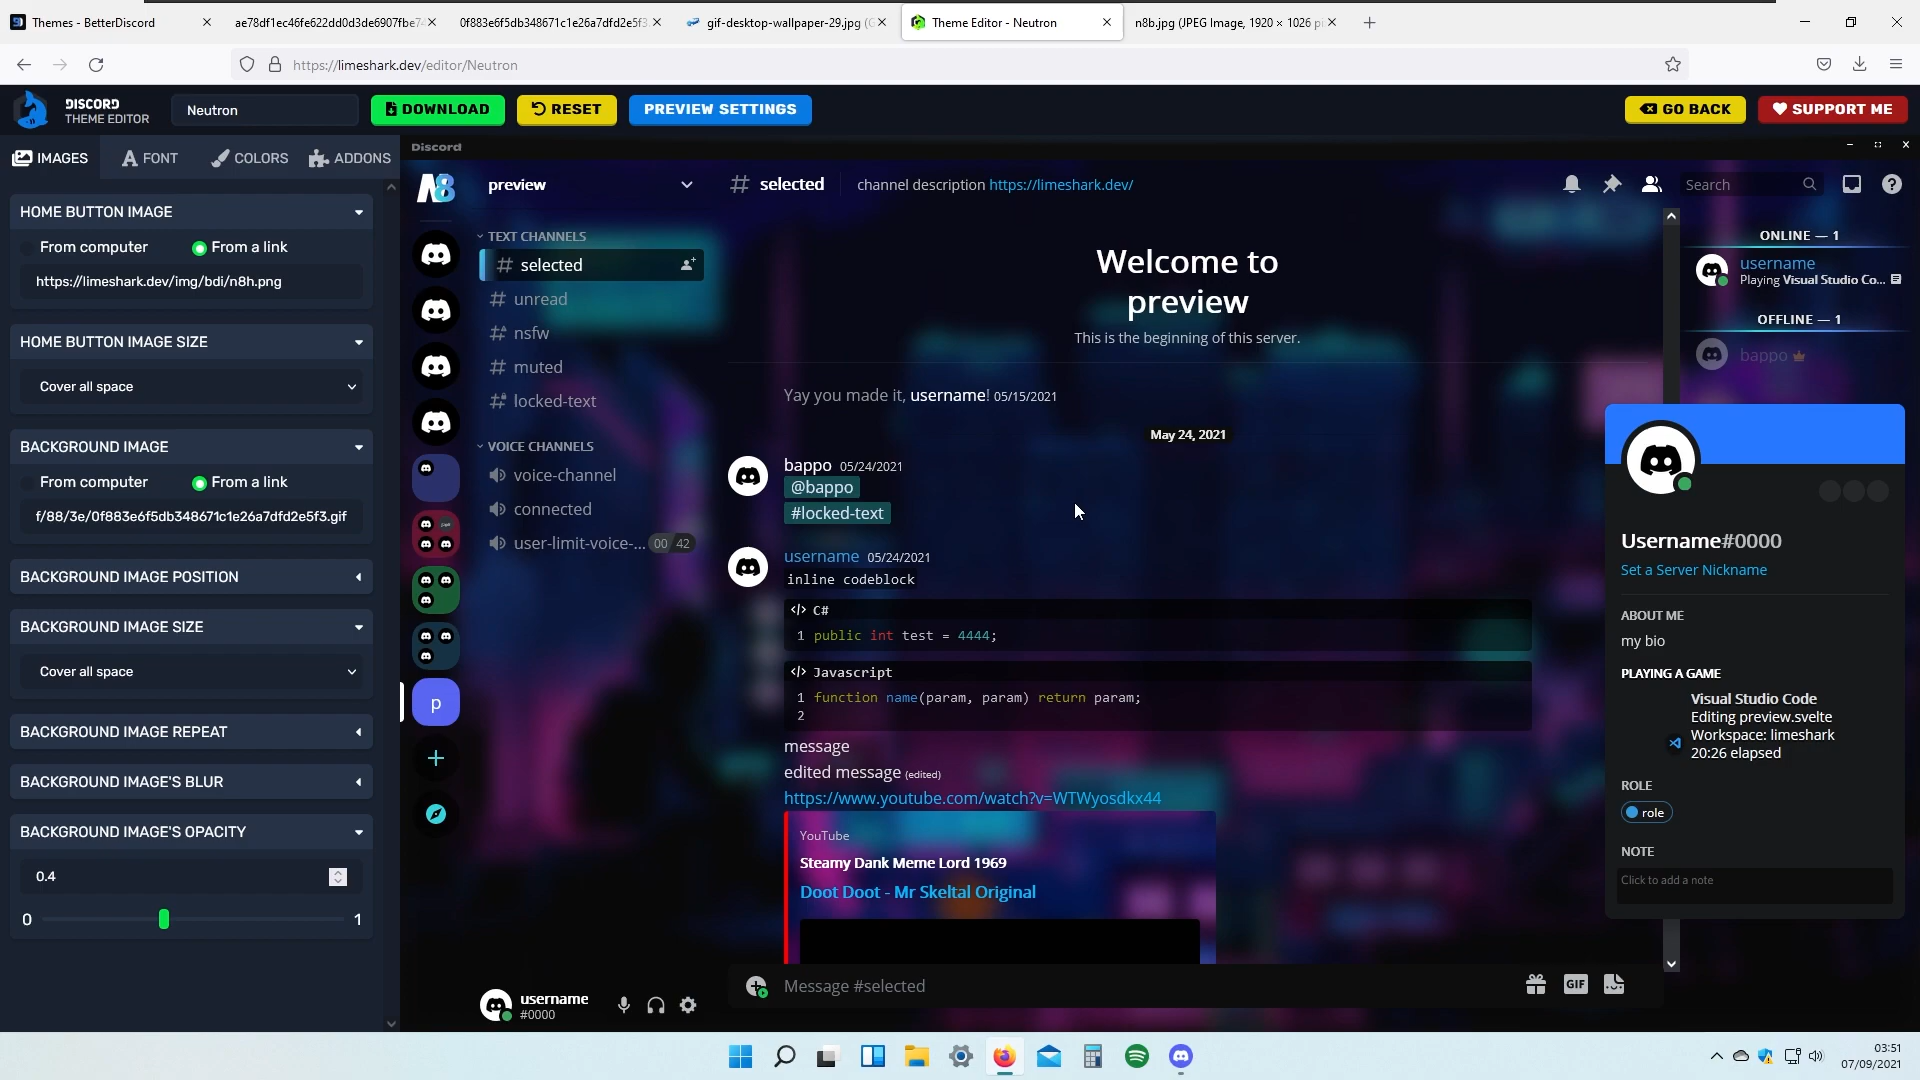 Themes - BetterDiscord
ae78df1ec46fe622dd0d3de6907fbe74
0f883e6f5db348671c1e26a7dfd2e5f3.
gif-desktop-wallpaper-29.jpg (G
Theme Editor - Neutron
n8b.jpg (JPEG Image, 1920 × 1026 p
https://limeshark.dev/editor/Neutron
DISCORD
THEME EDITOR
Neutron
DOWNLOAD
RESET
PREVIEW SETTINGS
GO BACK
SUPPORT ME
IMAGES
FONT
COLORS
ADDONS
HOME BUTTON IMAGE
From computer
From a link
https://limeshark.dev/img/bdi/n8h.png
HOME BUTTON IMAGE SIZE
Cover all space
BACKGROUND IMAGE
From computer
From a link
f/88/3e/0f883e6f5db348671c1e26a7dfd2e5f3.gif
BACKGROUND IMAGE POSITION
BACKGROUND IMAGE SIZE
Cover all space
BACKGROUND IMAGE REPEAT
BACKGROUND IMAGE'S BLUR
BACKGROUND IMAGE'S OPACITY
0.4
0
1
Discord
N8
p
preview
TEXT CHANNELS
selected
unread
nsfw
muted
locked-text
VOICE CHANNELS
voice-channel
connected
user-limit-voice-... 00 42
username
#0000
selected
channel description https://limeshark.dev/
Search
Welcome to
preview
This is the beginning of this server.
Yay you made it, username! 05/15/2021
May 24, 2021
bappo 05/24/2021
@bappo
#locked-text
username 05/24/2021
inline codeblock
</> C#
1 public int test = 4444;
</> Javascript
1 function name(param, param) return param;
2
message
edited message (edited)
https://www.youtube.com/watch?v=WTWyosdkx44
YouTube
Steamy Dank Meme Lord 1969
Doot Doot - Mr Skeltal Original
Message #selected
GIF
ONLINE — 1
username
Playing Visual Studio Co...
OFFLINE — 1
bappo
Username#0000
Set a Server Nickname
ABOUT ME
my bio
PLAYING A GAME
Visual Studio Code
Editing preview.svelte
Workspace: limeshark
20:26 elapsed
ROLE
role
NOTE
Click to add a note
03:51
07/09/2021